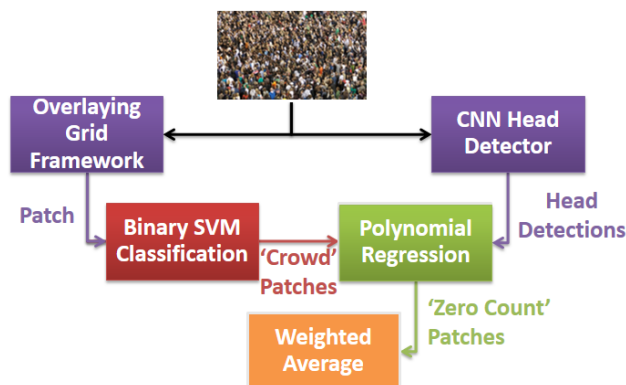 Overlaying
Grid
Framework
CNN Head
Detector
Patch
Head
Detections
Binary SVM
Classification
Polynomial
Regression
‘Crowd’
Patches
‘Zero Count’
Patches
Weighted
Average